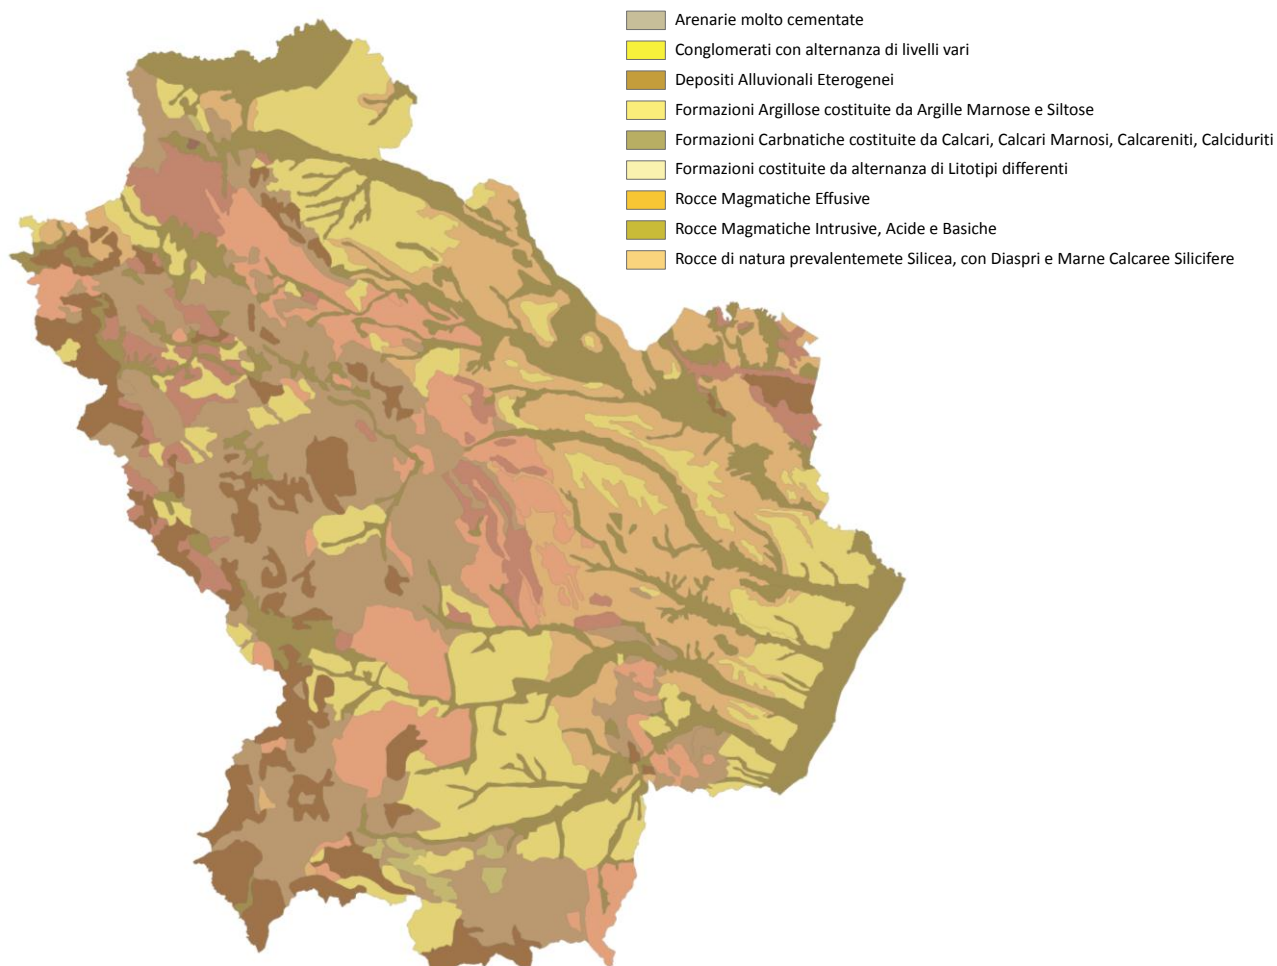 Arenarie molto cementate
Conglomerati con alternanza di livelli vari
Depositi Alluvionali Eterogenei
Formazioni Argillose costituite da Argille Marnose e Siltose
Formazioni Carbnatiche costituite da Calcari, Calcari Marnosi, Calcareniti, Calciduriti
Formazioni costituite da alternanza di Litotipi differenti
Rocce Magmatiche Effusive
Rocce Magmatiche Intrusive, Acide e Basiche
Rocce di natura prevalentemete Silicea, con Diaspri e Marne Calcaree Silicifere